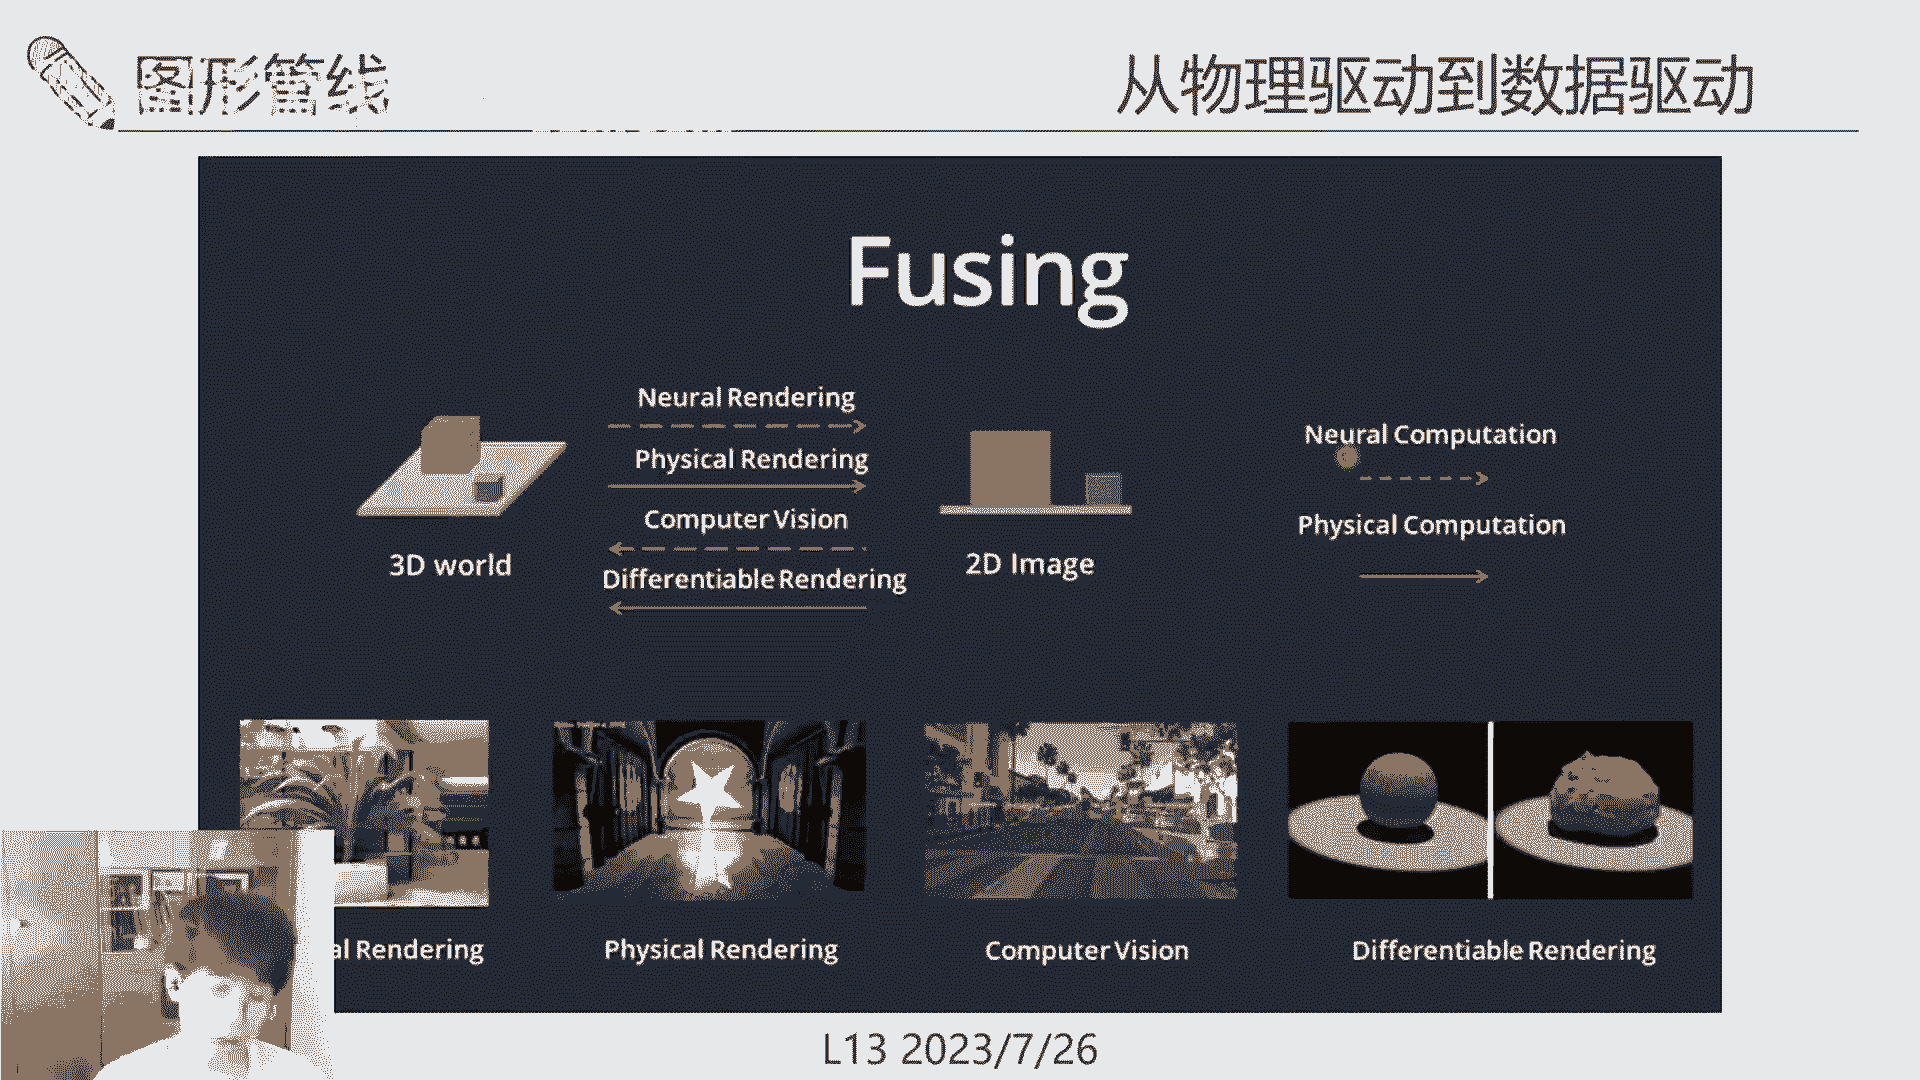 图形管线
从物理驱动到数据驱动
Fusing
Neural Rendering
Physical Rendering
Computer Vision
Differentiable Rendering
3D world
2D Image
Neural Computation
Physical Computation
al Rendering
Physical Rendering
Computer Vision
Differentiable Rendering
L13 2023/7/26